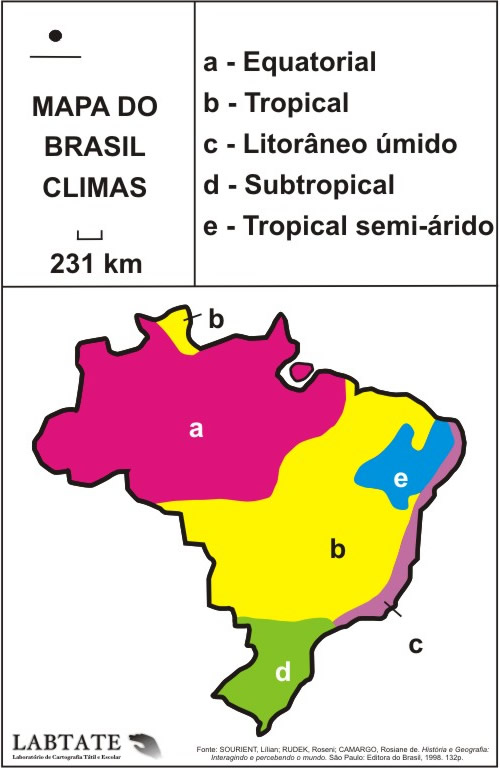 MAPA DO
BRASIL
CLIMAS
231 km
a - Equatorial
b - Tropical
c - Litorâneo úmido
d - Subtropical
e - Tropical semi-árido
b
a
e
b
c
d
LABTATE
Laboratório de Cartografia Tátil e Escolar
Fonte: SOURIENT, Lílian; RUDEK, Roseni; CAMARGO, Rosiane de. História e Geografia:
Interagindo e percebendo o mundo. São Paulo: Editora do Brasil, 1998. 132p.